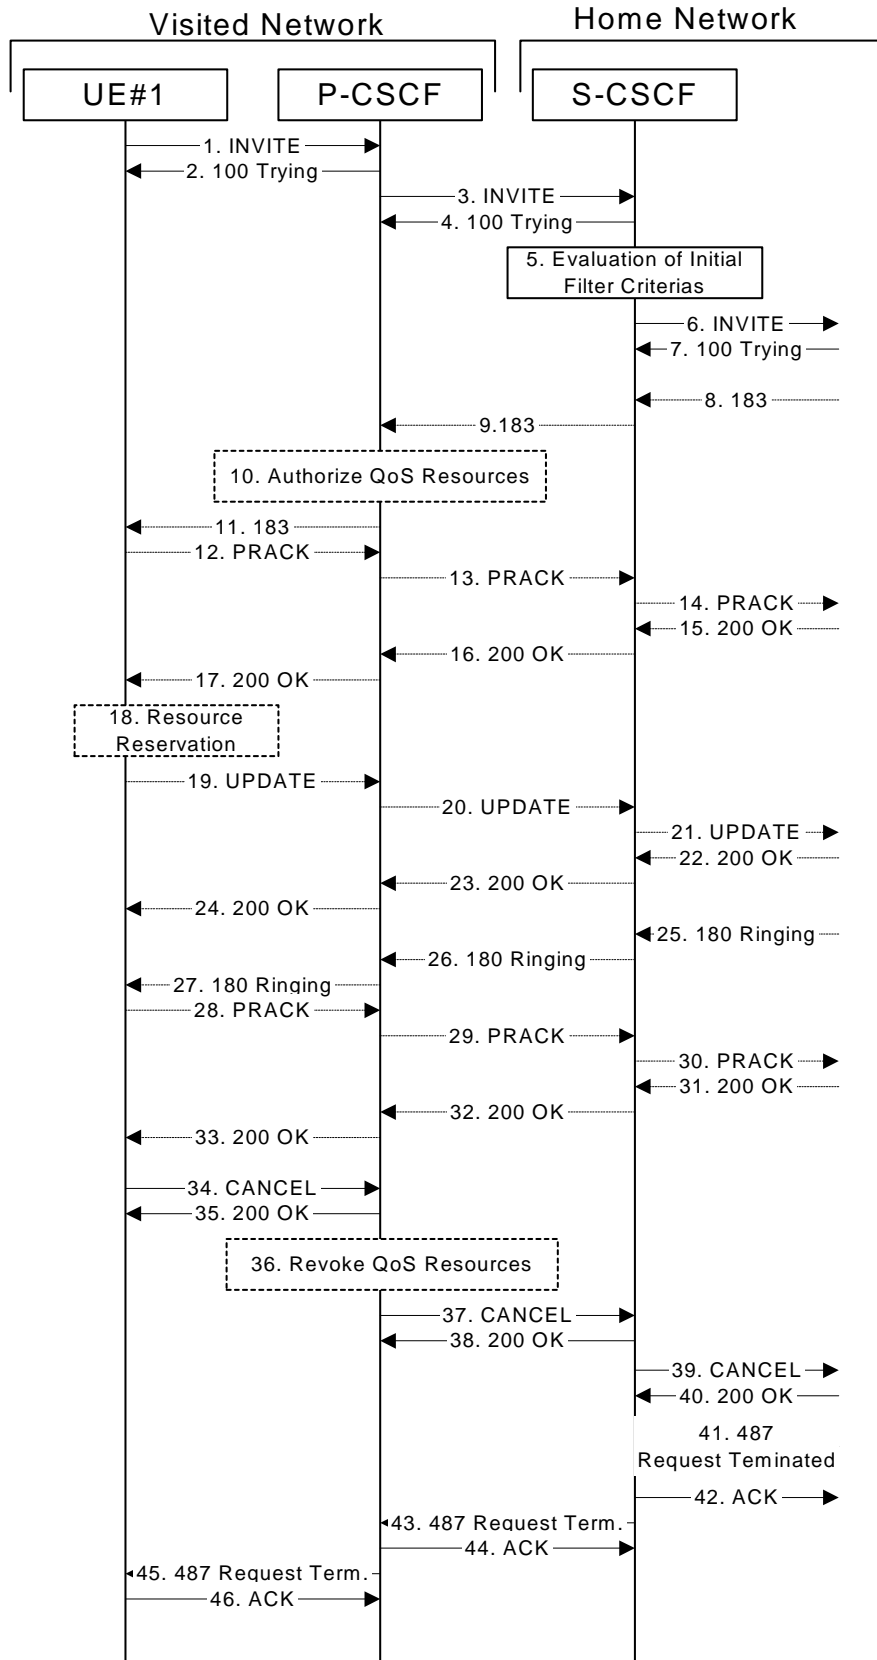 Visited Network
Home Network
UE#1
P-CSCF
S-CSCF
1. INVITE
2. 100 Trying
3. INVITE
4. 100 Trying
5. Evaluation of Initial
Filter Criterias
6. INVITE
7. 100 Trying
8. 183
9.183
10. Authorize QoS Resources
11. 183
12. PRACK
13. PRACK
14. PRACK
15. 200 OK
16. 200 OK
17. 200 OK
18. Resource
Reservation
19. UPDATE
20. UPDATE
21. UPDATE
22. 200 OK
23. 200 OK
24. 200 OK
25. 180 Ringing
26. 180 Ringing
27. 180 Ringing
28. PRACK
29. PRACK
30. PRACK
31. 200 OK
32. 200 OK
33. 200 OK
34. CANCEL
35. 200 OK
36. Revoke QoS Resources
37. CANCEL
38. 200 OK
39. CANCEL
40. 200 OK
41. 487
Request Teminated
42. ACK
43. 487 Request Term.
44. ACK
45. 487 Request Term.
46. ACK